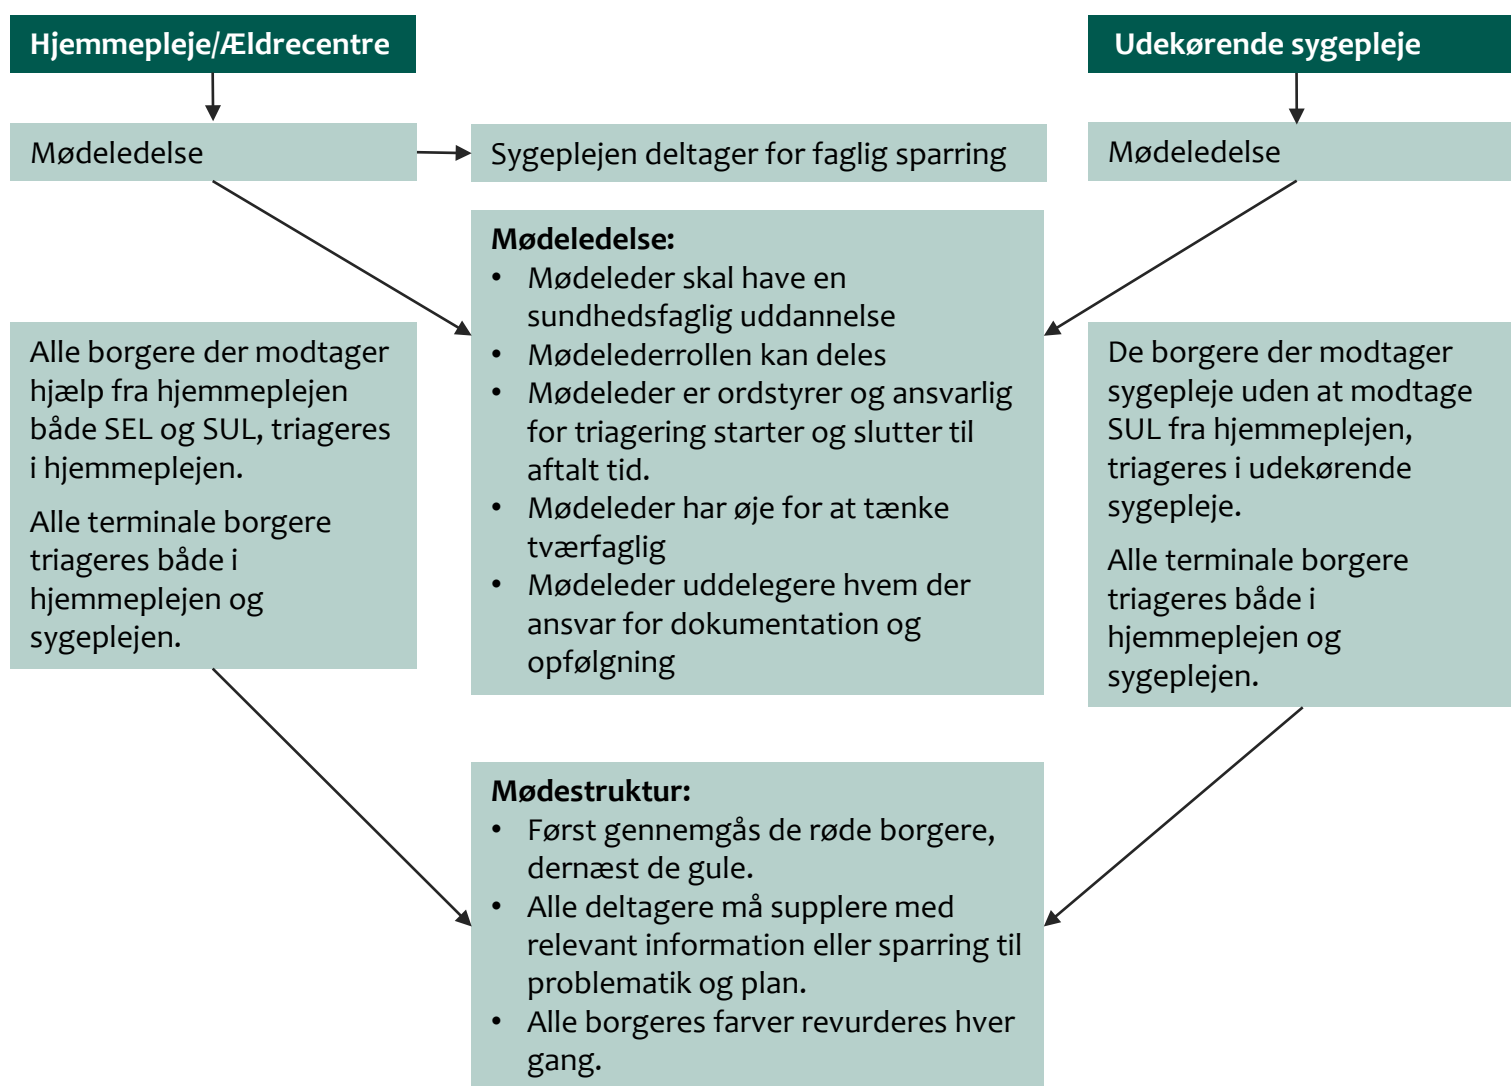 Hjemmepleje/Ældrecentre
Udekørende sygepleje
Mødeledelse
Sygeplejen deltager for faglig sparring
Mødeledelse
Mødeledelse:
• Mødeleder skal have en
sundhedsfaglig uddannelse
• Mødelederrollen kan deles
• Mødeleder er ordstyrer og ansvarlig
for triagering starter og slutter til
aftalt tid.
• Mødeleder har øje for at tænke
tværfaglig
• Mødeleder uddelegere hvem der
ansvar for dokumentation og
opfølgning
Alle borgere der modtager
hjælp fra hjemmeplejen
både SEL og SUL, triageres
i hjemmeplejen.
Alle terminale borgere
triageres både i
hjemmeplejen og
sygeplejen.
De borgere der modtager
sygepleje uden at modtage
SUL fra hjemmeplejen,
triageres i udekørende
sygepleje.
Alle terminale borgere
triageres både i
hjemmeplejen og
sygeplejen.
Mødestruktur:
• Først gennemgås de røde borgere,
dernæst de gule.
• Alle deltagere må supplere med
relevant information eller sparring til
problematik og plan.
• Alle borgeres farver revurderes hver
gang.